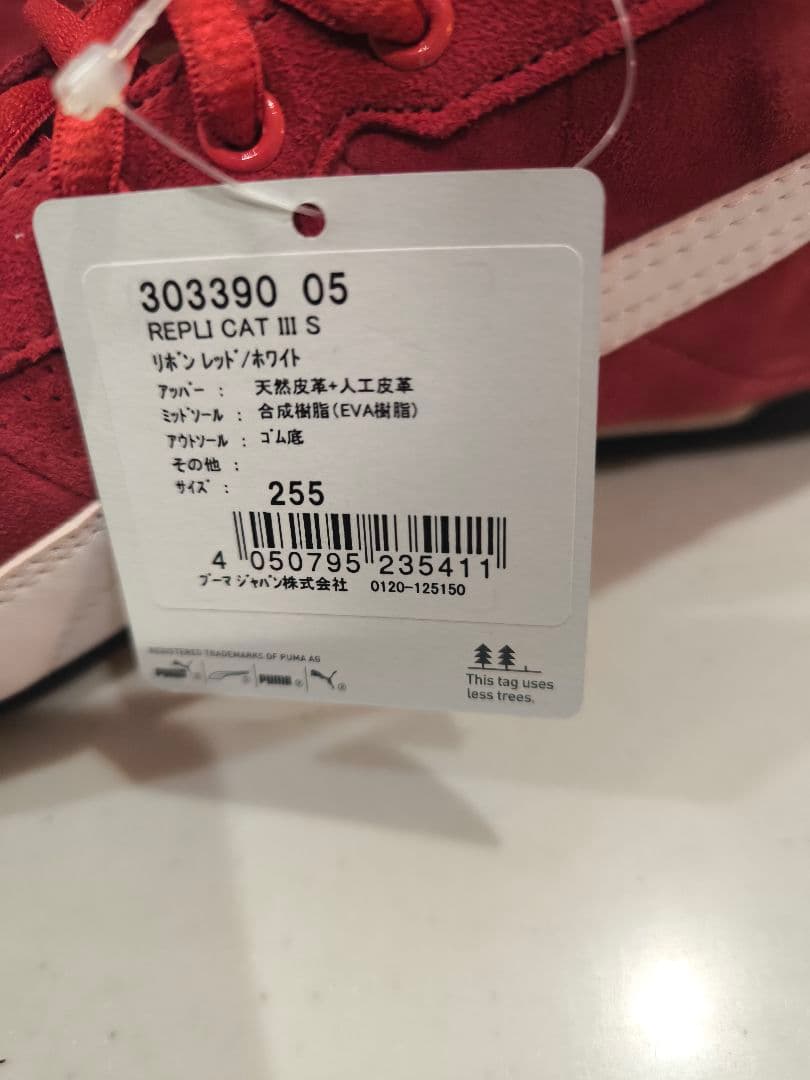 303390 05
REPLI CAT III S
リボン レッド/ホワイト
アッパー : 天然皮革+人工皮革
ミッドソール : 合成樹脂(EVA樹脂)
アウトソール : ゴム底
その他 :
サイズ : 255
4 050795 235411
プーマ ジャパン株式会社 0120-125150
REGISTERED TRADEMARKS OF PUMA AG
PUMA ® ® PUMA ® ®
This tag uses
less trees.